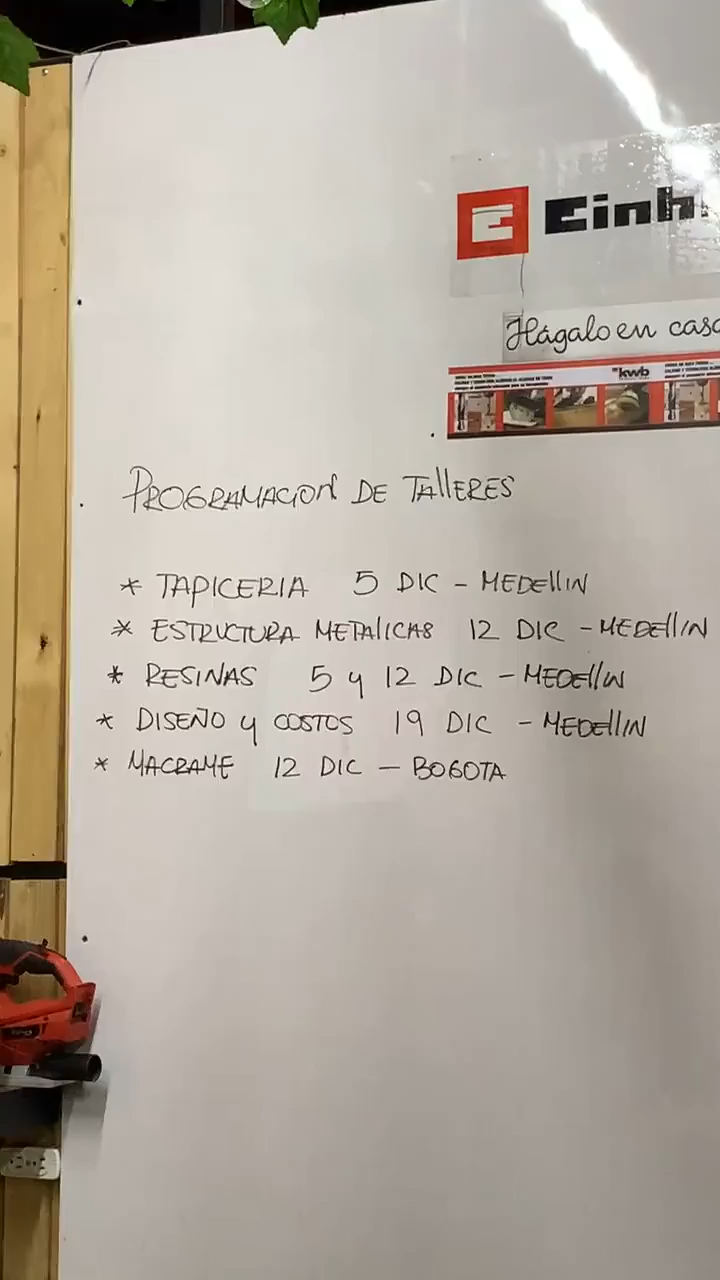 Einh
Hágalo en casa
kwb
PROGRAMACION DE TALLERES
* TAPICERIA 5 DIC - MEDELLIN
* ESTRUCTURA METALICAS 12 DIC - MEDELLIN
* RESINAS 5 y 12 DIC - MEDELLIN
* DISEÑO y COSTOS 19 DIC - MEDELLIN
* MACRAME 12 DIC - BOGOTA